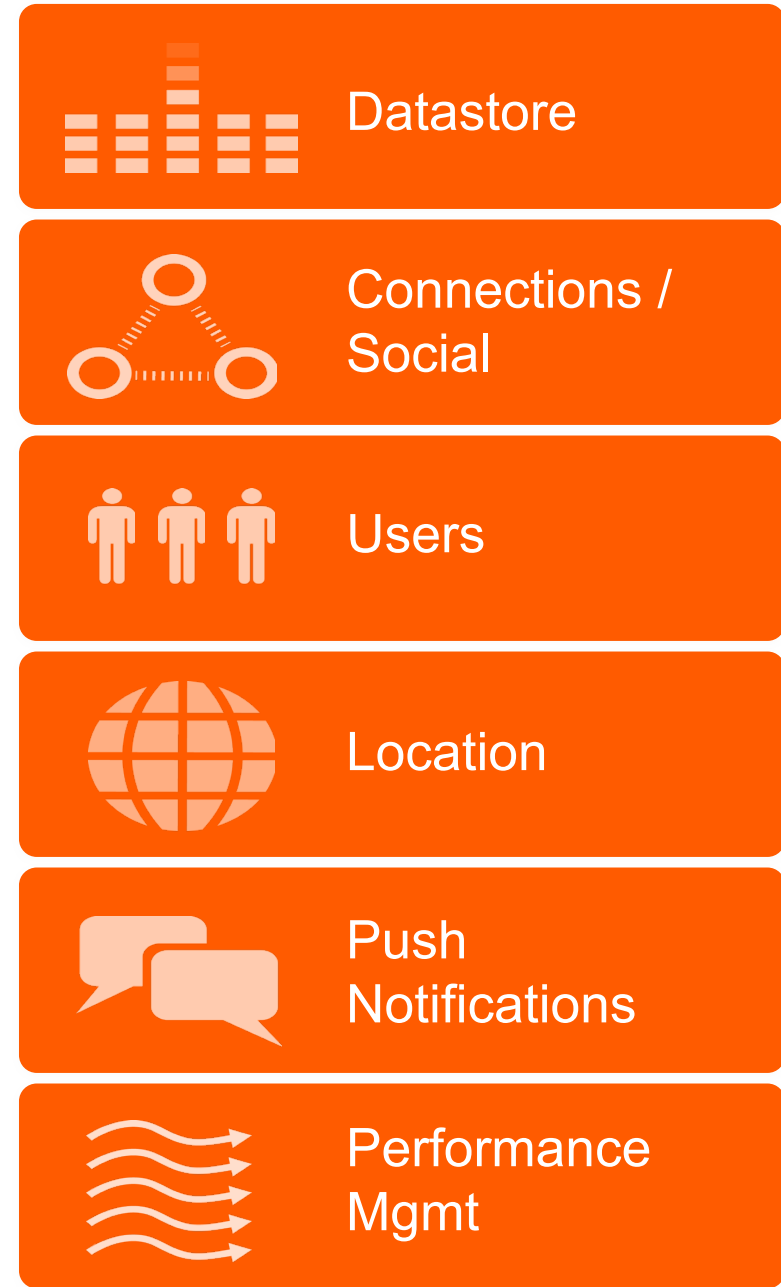 Datastore
Connections /
Social
Users
Location
Push
Notifications
Performance
Mgmt